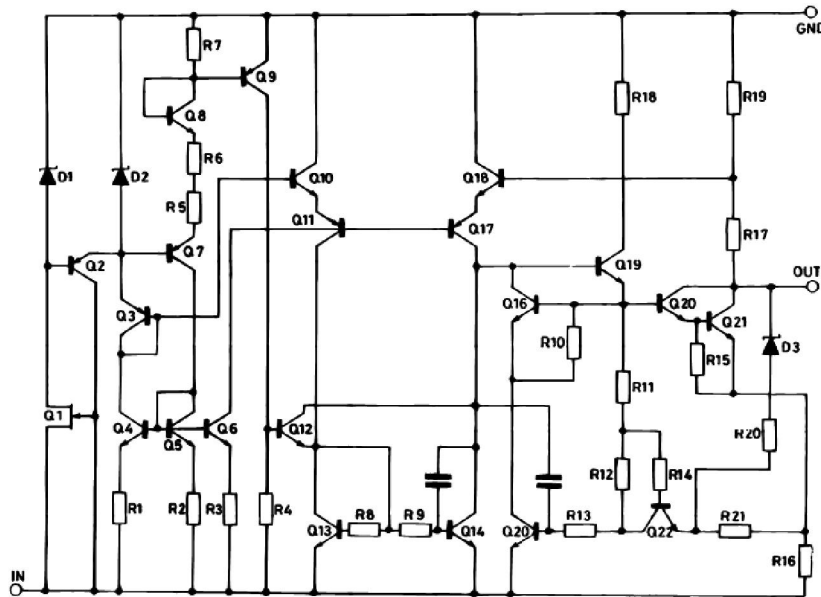 GND
R7
Q9
Q8
R18
R19
R6
D1
D2
Q10
Q18
R5
Q11
Q17
R17
Q7
Q2
Q19
OUT
Q3
Q16
Q20
Q21
R10
R15
D3
R11
Q1
Q4
Q5
Q6
Q12
R20
R12
R14
R1
R2
R3
R4
R8
R9
R13
R21
Q13
Q14
Q20
Q22
R16
IN